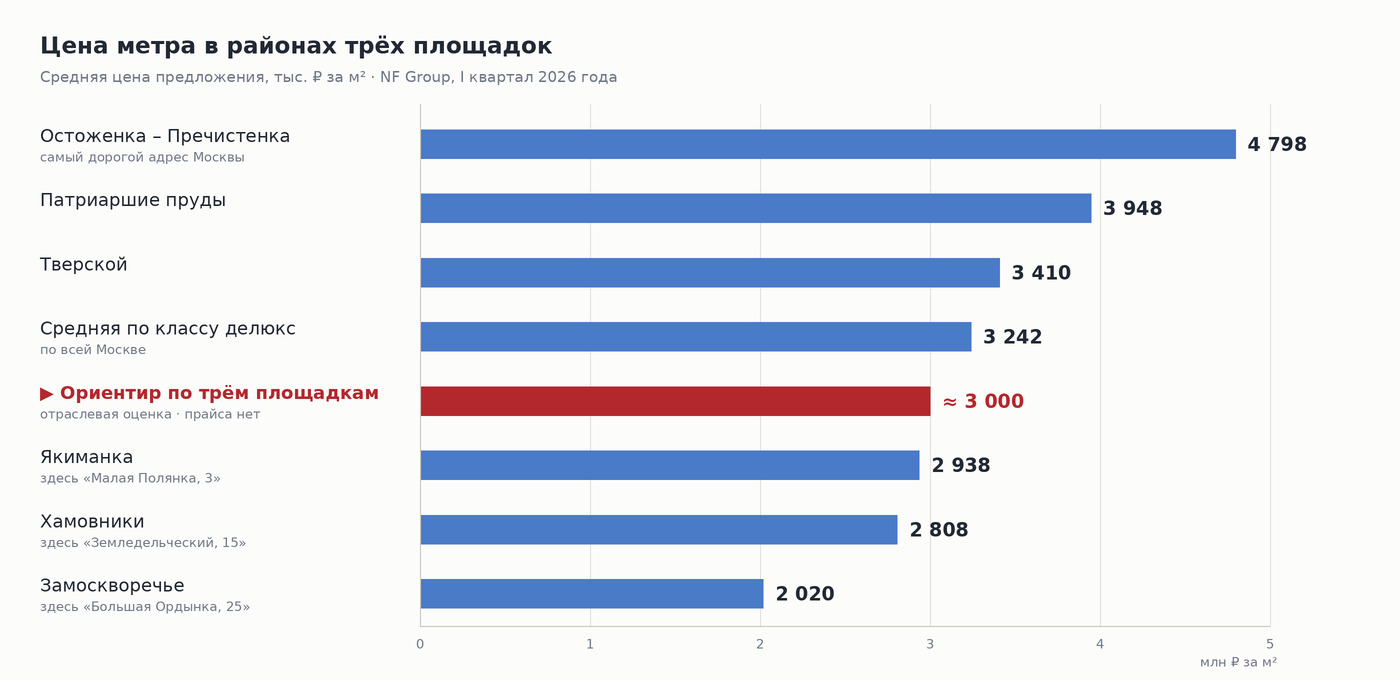 Цена метра в районах трёх площадок
Средняя цена предложения, тыс. ₽ за м² · NF Group, I квартал 2026 года
Остоженка – Пречистенка
самый дорогой адрес Москвы
4 798
Патриаршие пруды
3 948
Тверской
3 410
Средняя по классу делюкс
по всей Москве
3 242
▶ Ориентир по трём площадкам
отраслевая оценка · прайса нет
≈ 3 000
Якиманка
здесь «Малая Полянка, 3»
2 938
Хамовники
здесь «Земледельческий, 15»
2 808
Замоскворечье
здесь «Большая Ордынка, 25»
2 020
0 1 2 3 4 5
млн ₽ за м²